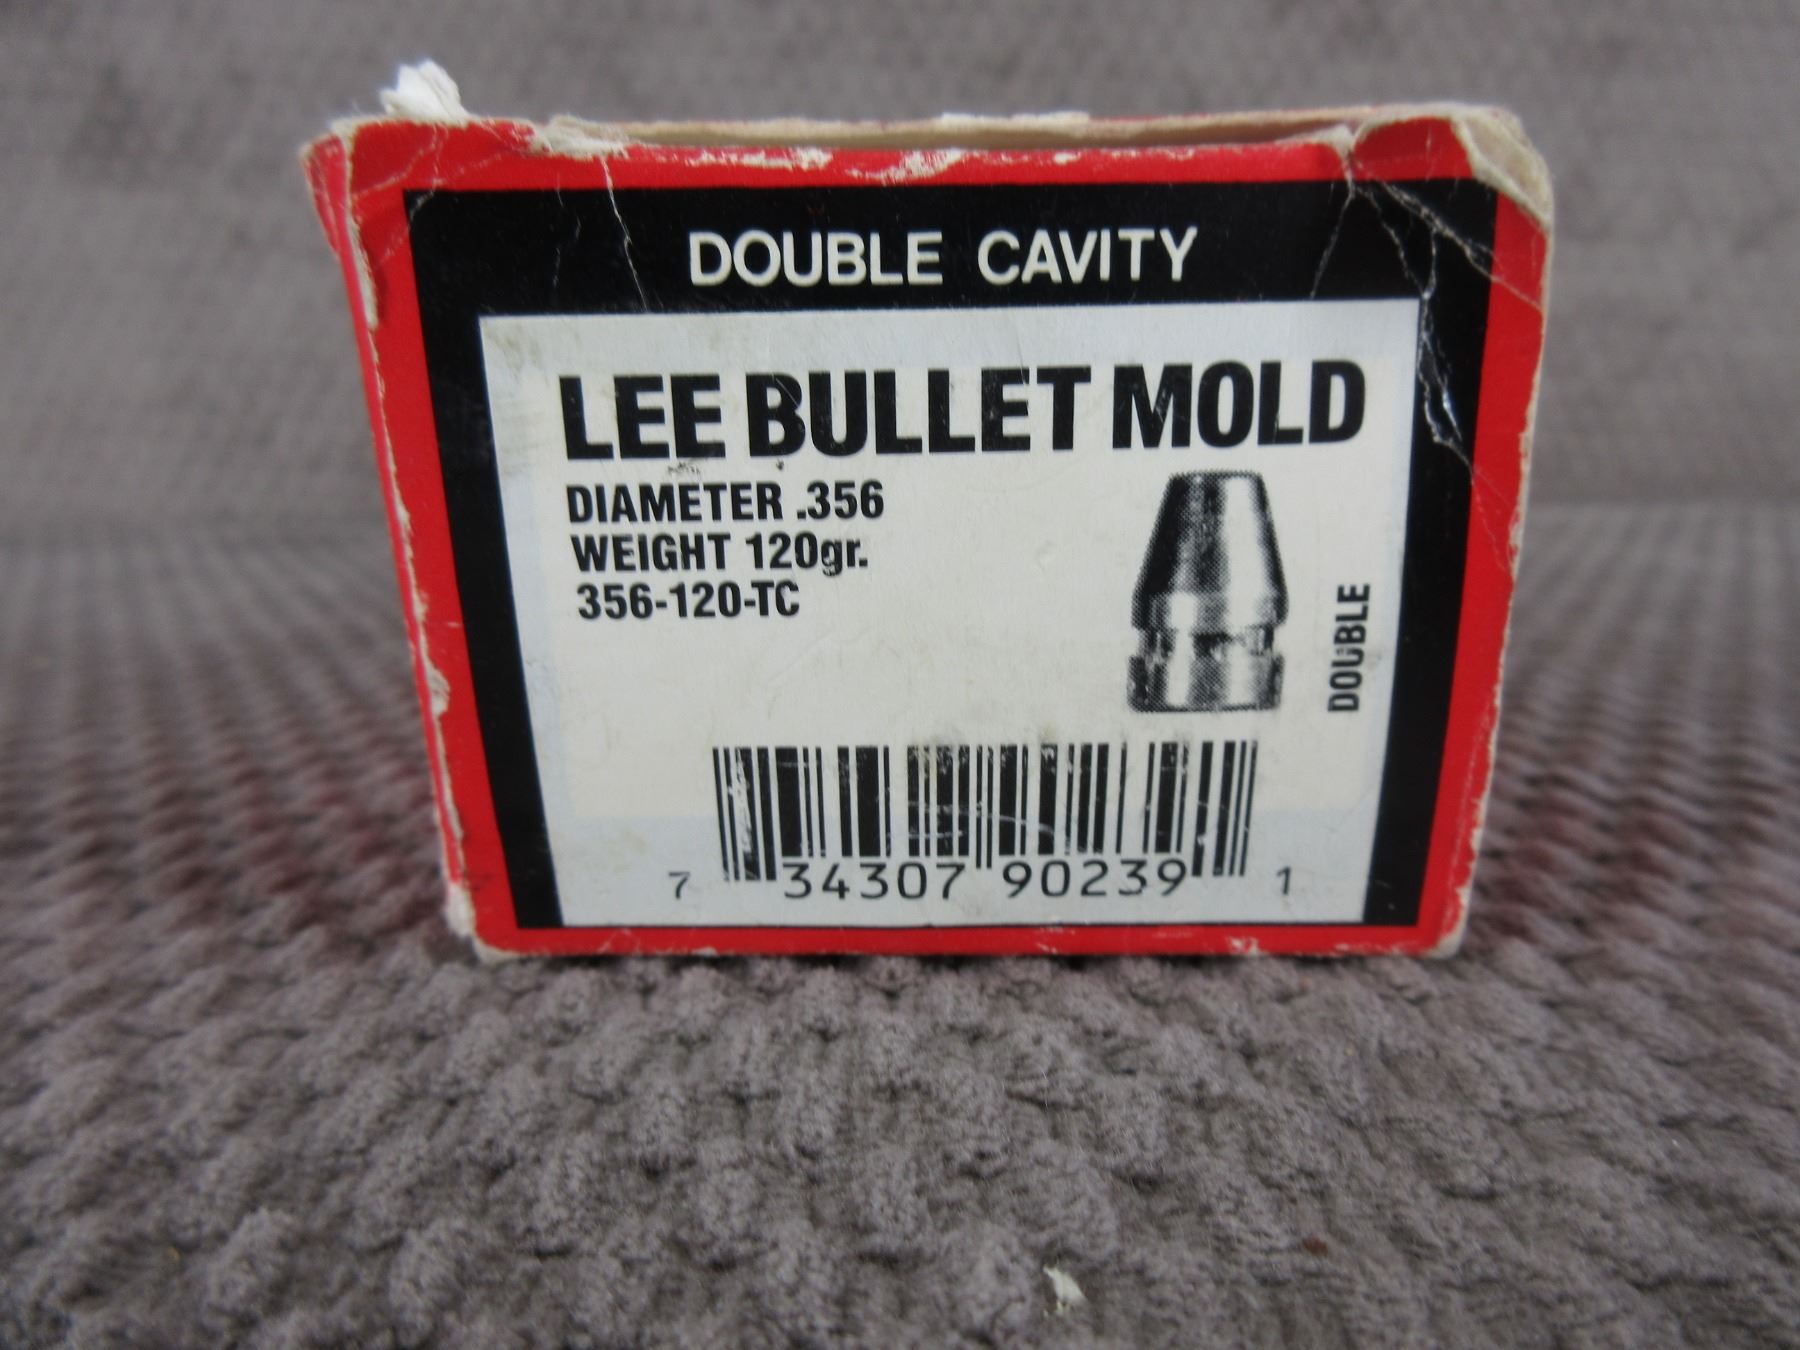 DOUBLE CAVITY
LEE BULLET MOLD
DIAMETER .356
WEIGHT 120gr.
356-120-TC
DOUBLE
7 34307 90239 1